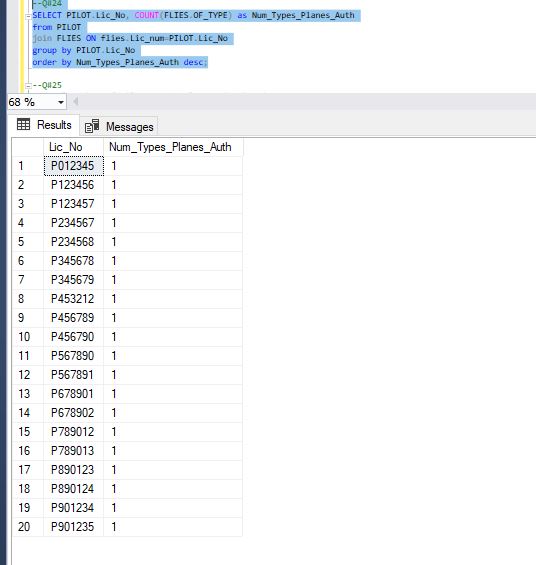 --Q#24
SELECT PILOT.Lic_No, COUNT(FLIES.OF_TYPE) as Num_Types_Planes_Auth
from PILOT
join FLIES ON flies.Lic_num=PILOT.Lic_No
group by PILOT.Lic_No
order by Num_Types_Planes_Auth desc;
--Q#25
68 %
Results Messages
Lic_No Num_Types_Planes_Auth
1 P012345 1
2 P123456 1
3 P123457 1
4 P234567 1
5 P234568 1
6 P345678 1
7 P345679 1
8 P453212 1
9 P456789 1
10 P456790 1
11 P567890 1
12 P567891 1
13 P678901 1
14 P678902 1
15 P789012 1
16 P789013 1
17 P890123 1
18 P890124 1
19 P901234 1
20 P901235 1